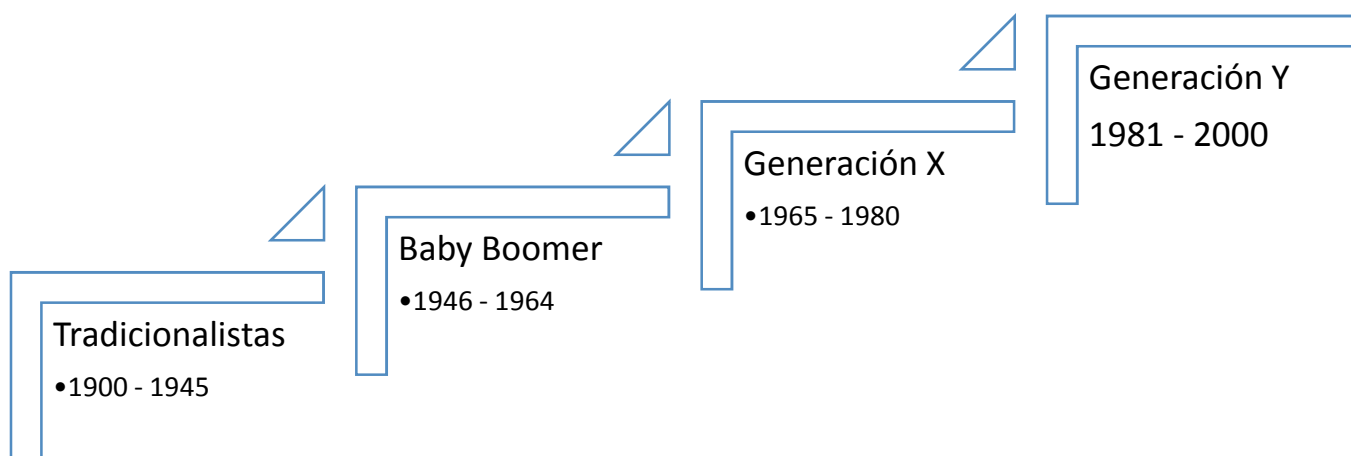 Tradicionalistas
•1900 - 1945
Baby Boomer
•1946 - 1964
Generación X
•1965 - 1980
Generación Y
1981 - 2000